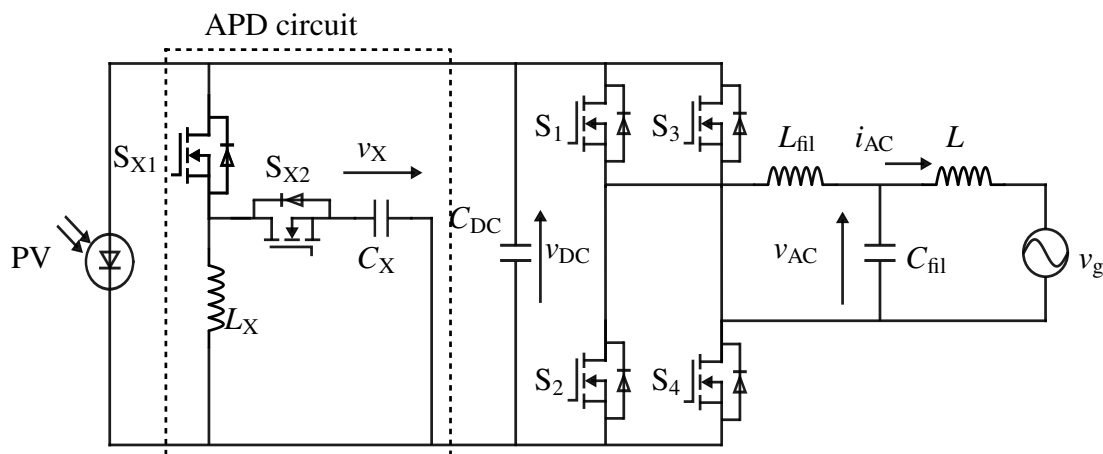 APD circuit
S_X1
S_X2
v_X
C_X
L_X
PV
C_DC
v_DC
S_1
S_3
S_2
S_4
L_fil
i_AC
L
v_AC
C_fil
v_g